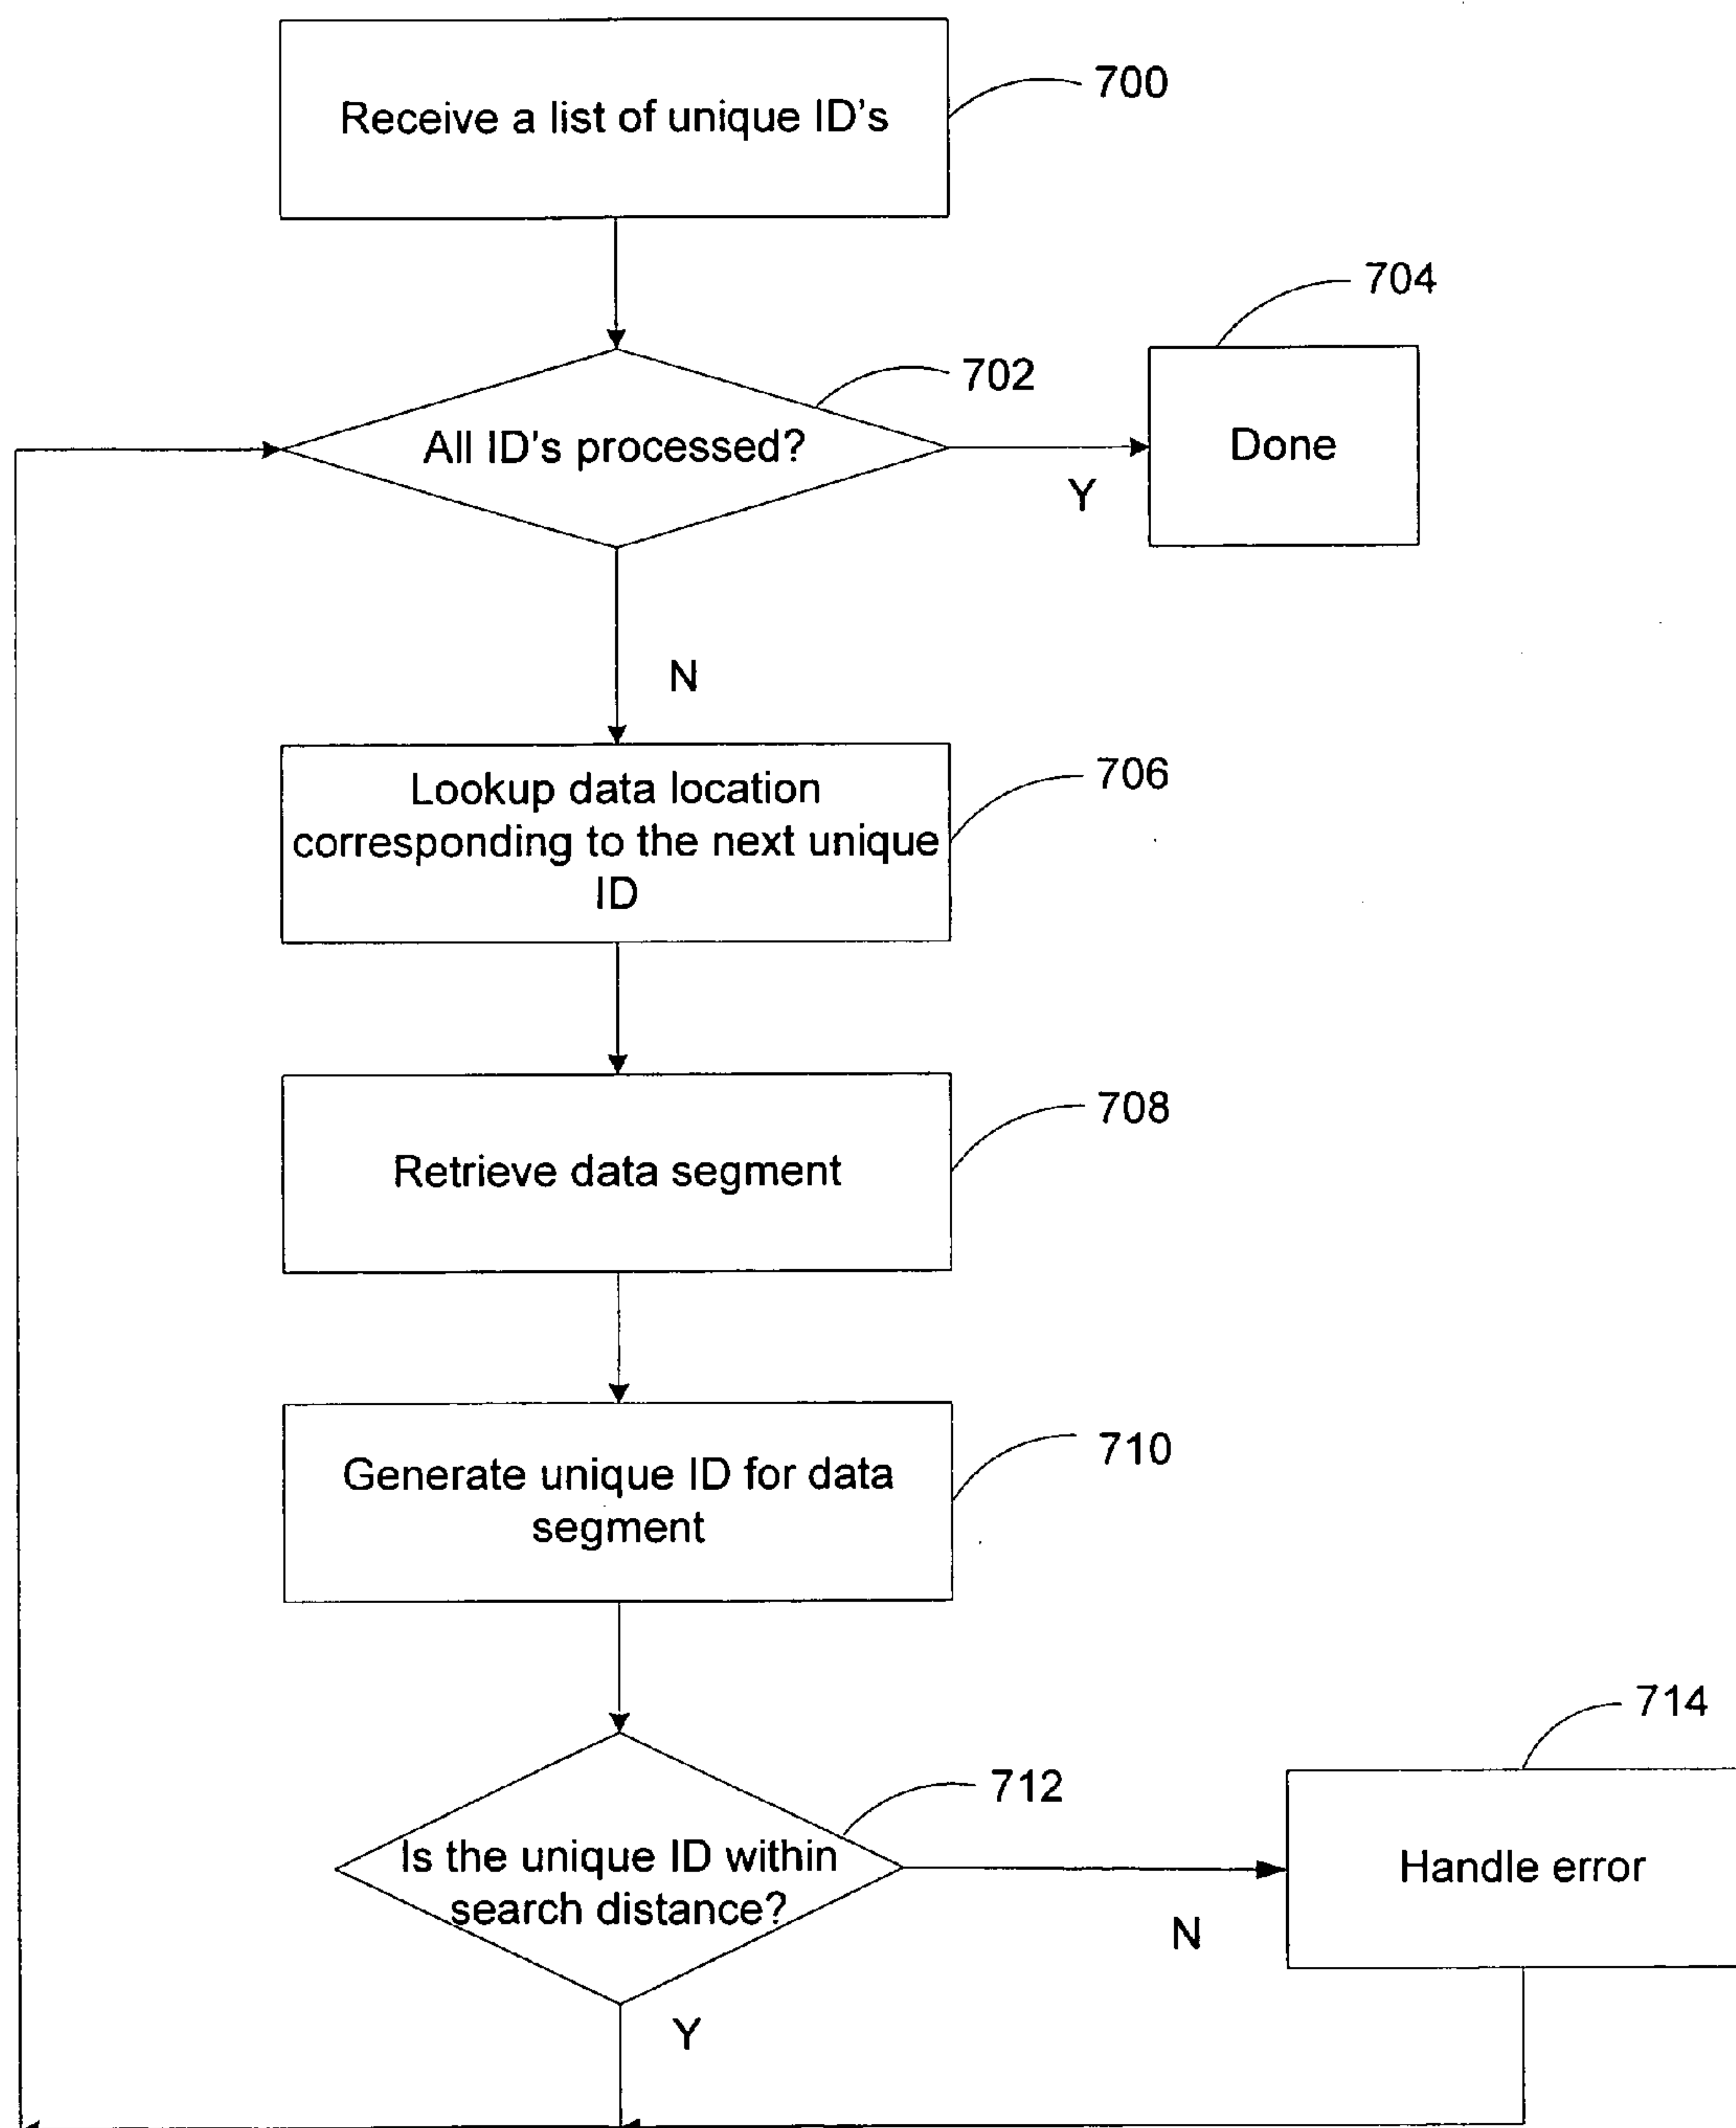 Receive a list of unique ID's
700
704
702
All ID's processed?
Done
Y
N
Lookup data location
corresponding to the next unique
ID
706
Retrieve data segment
708
Generate unique ID for data
segment
710
714
712
Is the unique ID within
search distance?
Handle error
N
Y